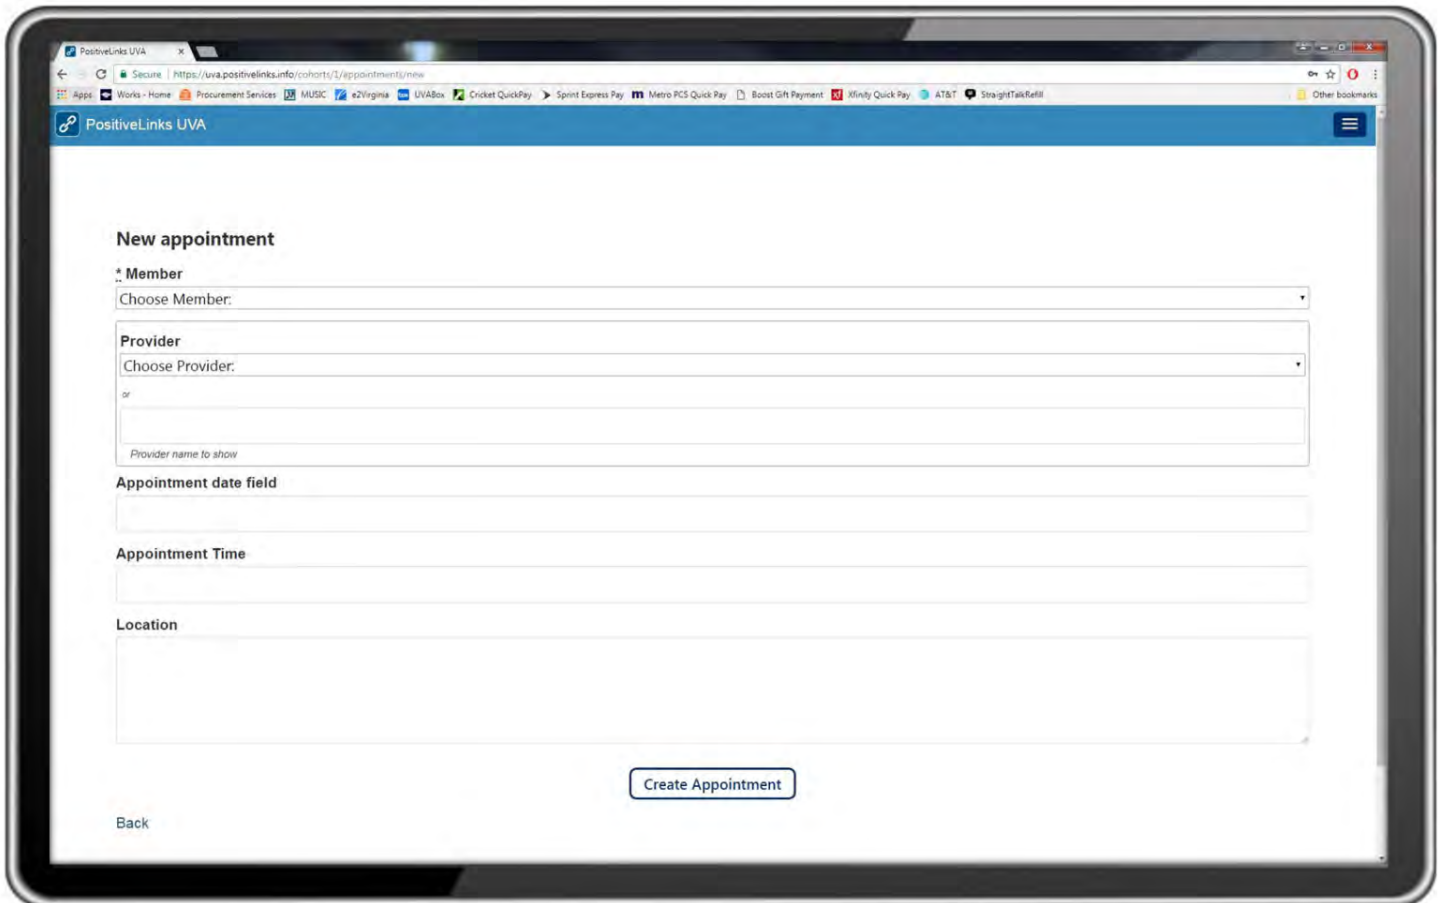 PositiveLinks UVA
Secure | https://uva.positivelinks.info/cohorts/1/appointments/new
Apps Works - Home Procurement Services MUSIC e2Virginia UVABox Cricket QuickPay Sprint Express Pay Metro PCS Quick Pay Boost Gift Payment Xfinity Quick Pay AT&T StraightTalkRefill Other bookmarks
PositiveLinks UVA
New appointment
* Member
Choose Member:
Provider
Choose Provider:
or
Provider name to show
Appointment date field
Appointment Time
Location
Create Appointment
Back